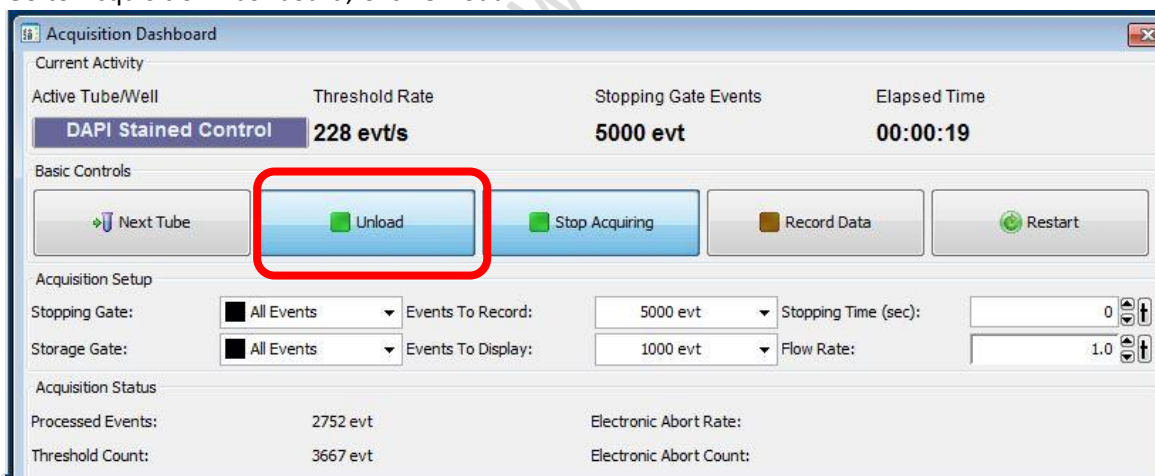 Acquisition Dashboard
Current Activity
Active Tube/Well Threshold Rate Stopping Gate Events Elapsed Time
DAPI Stained Control 228 evt/s 5000 evt 00:00:19
Basic Controls
Next Tube Unload Stop Acquiring Record Data Restart
Acquisition Setup
Stopping Gate: All Events Events To Record: 5000 evt Stopping Time (sec): 0
Storage Gate: All Events Events To Display: 1000 evt Flow Rate: 1.0
Acquisition Status
Processed Events: 2752 evt Electronic Abort Rate:
Threshold Count: 3667 evt Electronic Abort Count: